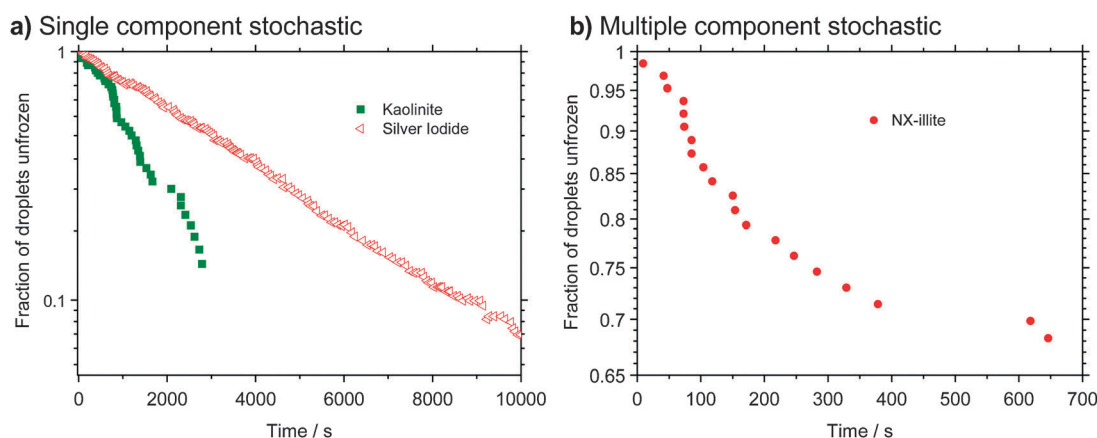 a) Single component stochastic
1
0.1
Fraction of droplets unfrozen
Kaolinite
Silver Iodide
0 2000 4000 6000 8000 10000
Time / s
b) Multiple component stochastic
1
0.95
0.9
0.85
0.8
0.75
0.7
0.65
Fraction of droplets unfrozen
NX-illite
0 100 200 300 400 500 600 700
Time / s